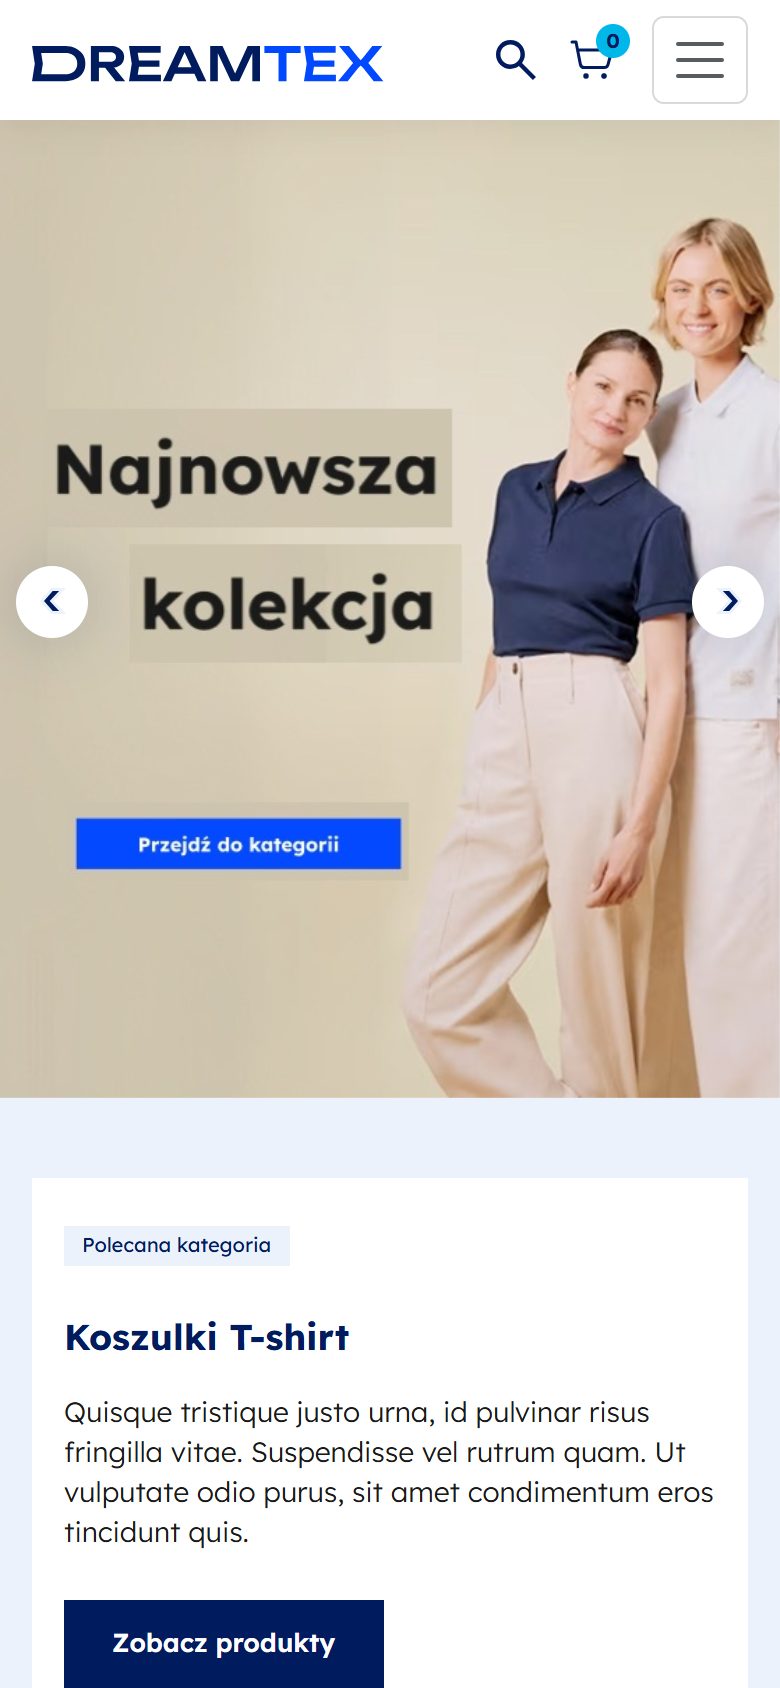 DREAMTEX
0
Najnowsza
kolekcja
Przejdź do kategorii
Polecana kategoria
Koszulki T-shirt
Quisque tristique justo urna, id pulvinar risus
fringilla vitae. Suspendisse vel rutrum quam. Ut
vulputate odio purus, sit amet condimentum eros
tincidunt quis.
Zobacz produkty